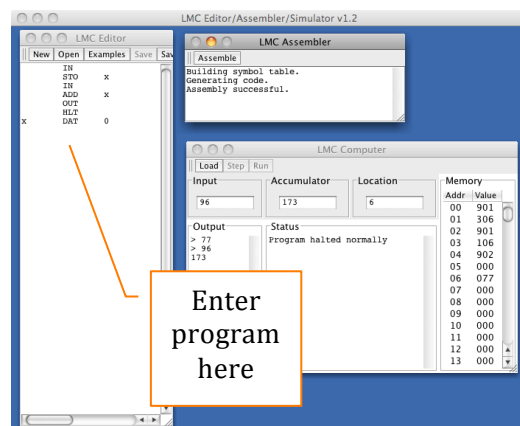 LMC Editor/Assembler/Simulator v1.2
LMC Editor
New Open Examples Save Sav
IN
STO x
IN
ADD x
OUT
HLT
x DAT 0
LMC Assembler
Assemble
Building symbol table.
Generating code.
Assembly successful.
LMC Computer
Load Step Run
Input
96
Accumulator
173
Location
6
Output
> 77
> 96
173
Status
Program halted normally
Memory
Addr Value
00 901
01 306
02 901
03 106
04 902
05 000
06 077
07 000
08 000
09 000
10 000
11 000
12 000
13 000
Enter
program
here